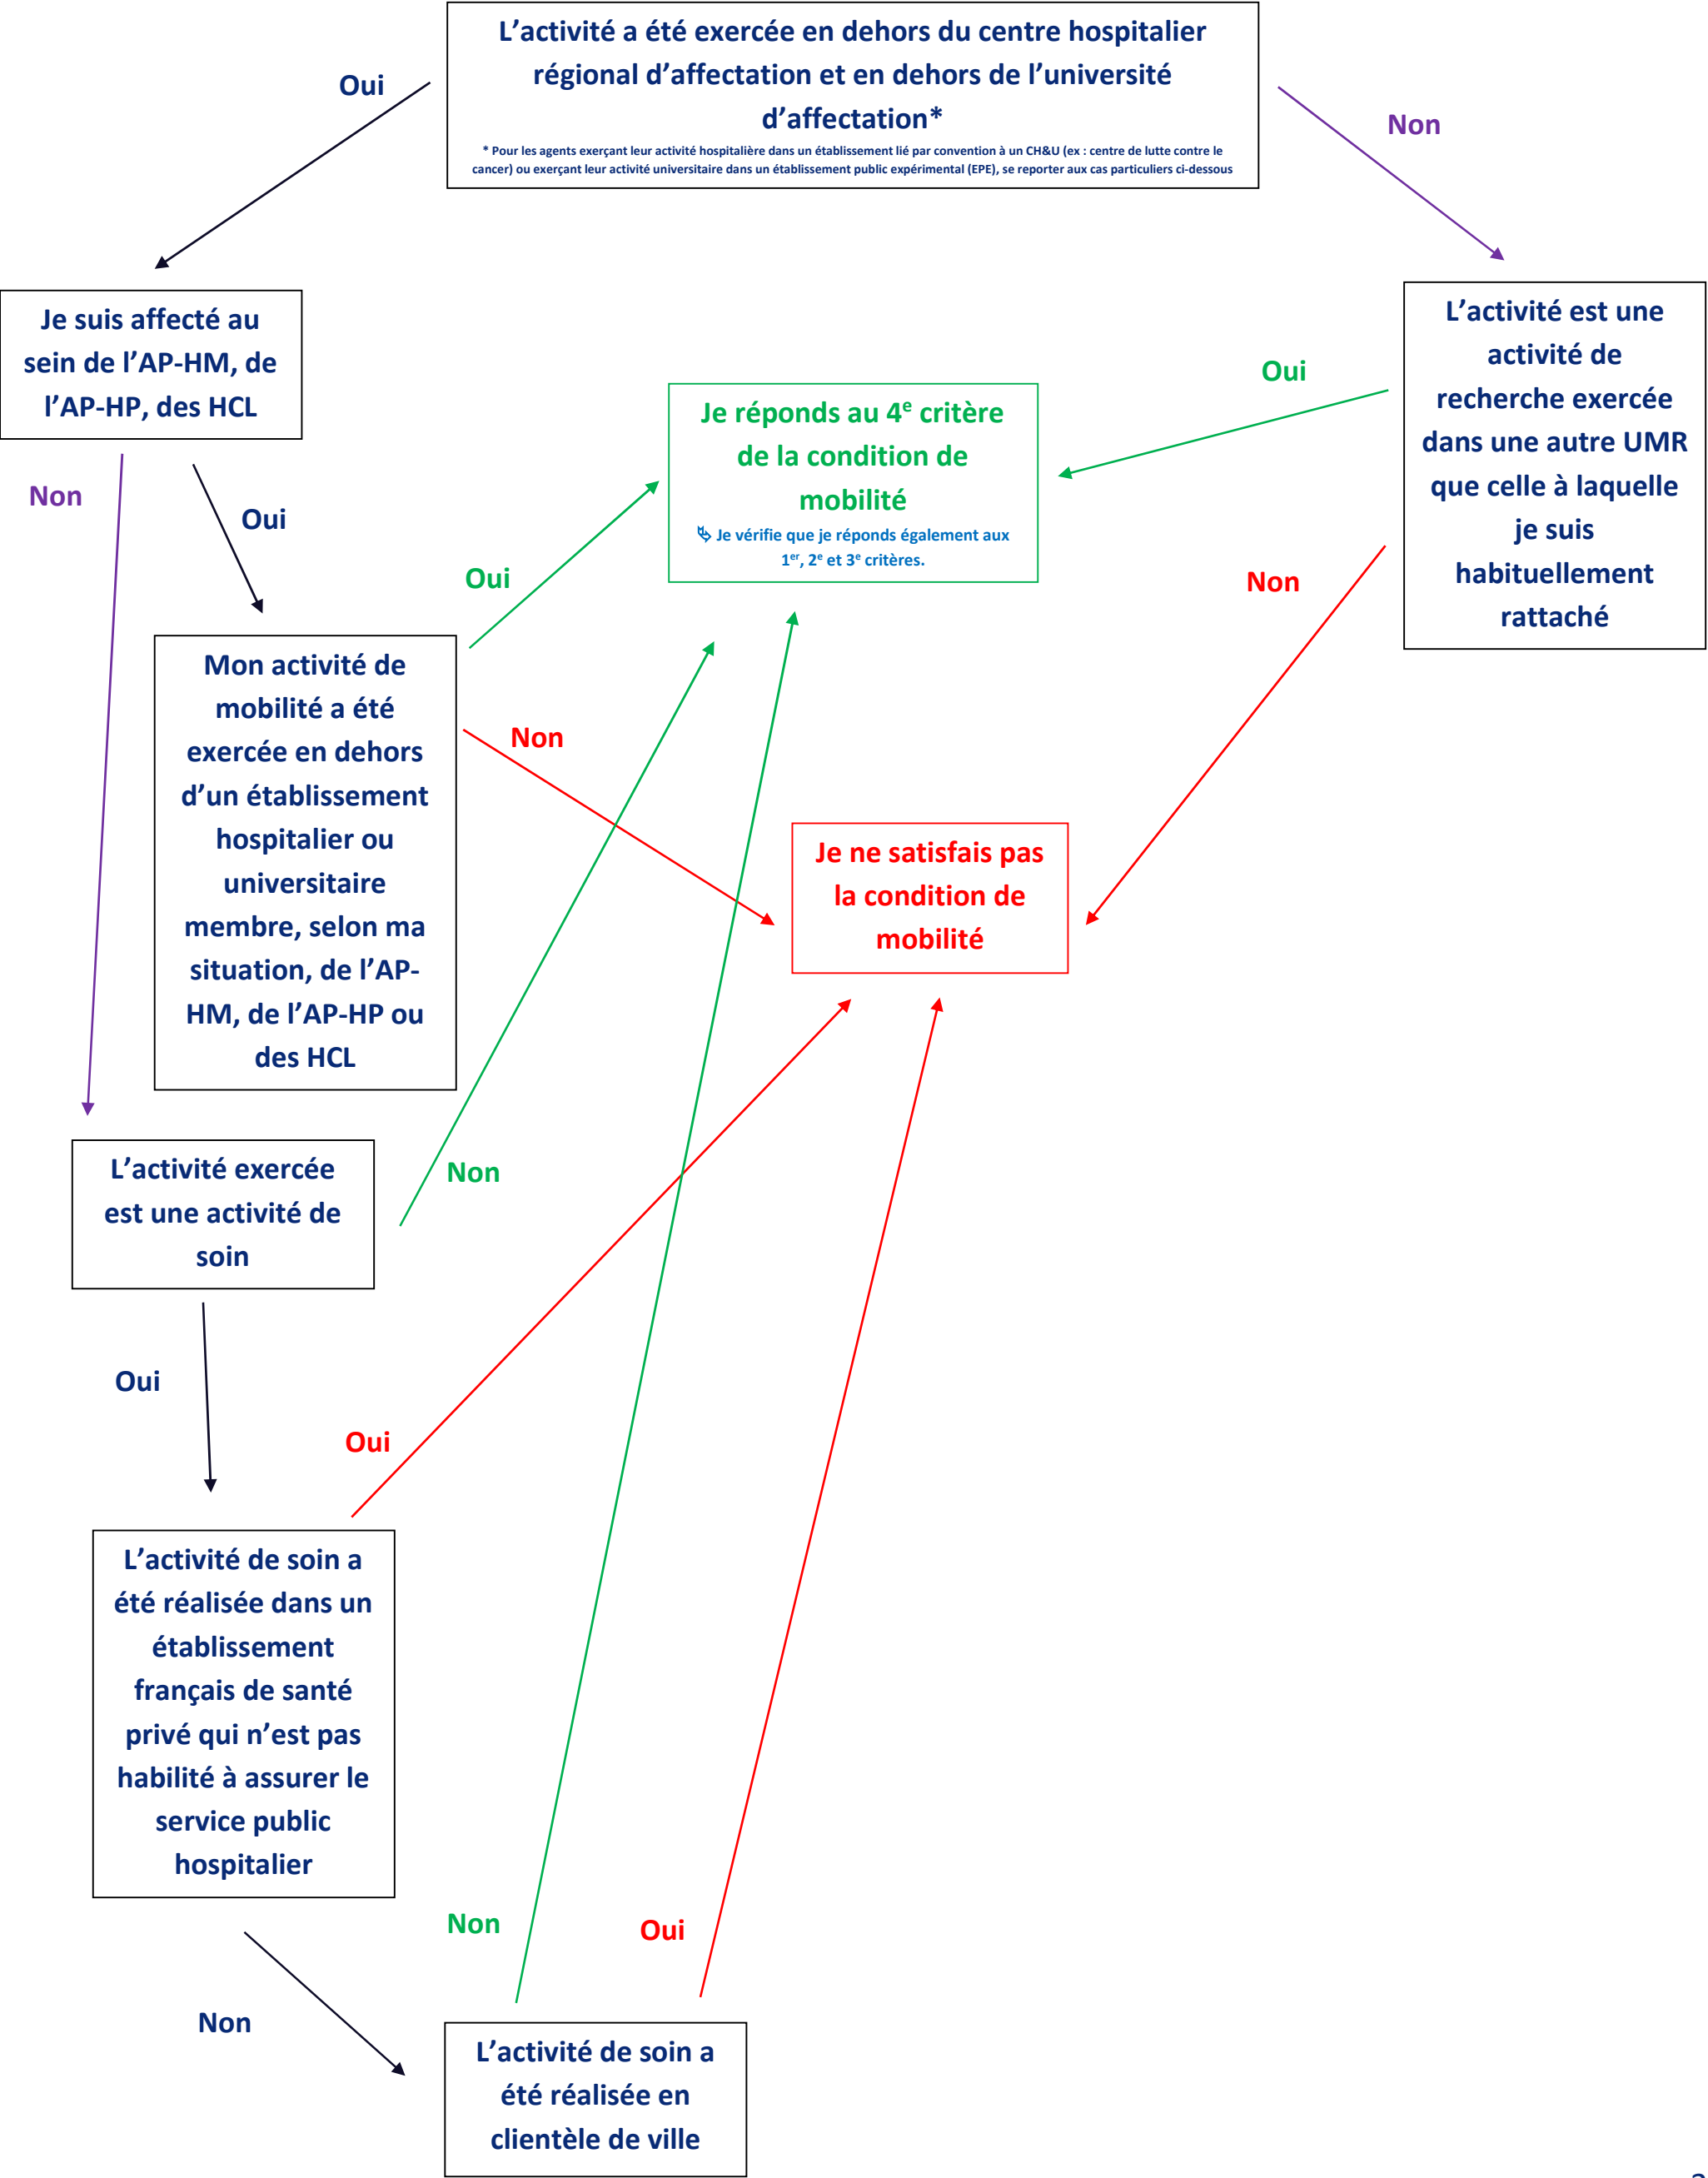 L’activité a été exercée en dehors du centre hospitalier
régional d’affectation et en dehors de l’université
d’affectation*
* Pour les agents exerçant leur activité hospitalière dans un établissement lié par convention à un CH&U (ex : centre de lutte contre le
cancer) ou exerçant leur activité universitaire dans un établissement public expérimental (EPE), se reporter aux cas particuliers ci-dessous
Oui
Non
Je suis affecté au
sein de l’AP-HM, de
l’AP-HP, des HCL
Non
Oui
L’activité est une
activité de
recherche exercée
dans une autre UMR
que celle à laquelle
je suis
habituellement
rattaché
Oui
Non
Je réponds au 4e critère
de la condition de
mobilité
↳ Je vérifie que je réponds également aux
1er, 2e et 3e critères.
Mon activité de
mobilité a été
exercée en dehors
d’un établissement
hospitalier ou
universitaire
membre, selon ma
situation, de l’AP-
HM, de l’AP-HP ou
des HCL
Oui
Non
Je ne satisfais pas
la condition de
mobilité
L’activité exercée
est une activité de
soin
Non
Oui
L’activité de soin a
été réalisée dans un
établissement
français de santé
privé qui n’est pas
habilité à assurer le
service public
hospitalier
Oui
Non
L’activité de soin a
été réalisée en
clientèle de ville
Non
Oui